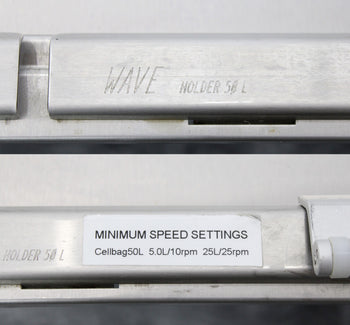 WAVE HOLDER 50 L
HOLDER 50 L
MINIMUM SPEED SETTINGS
Cellbag50L 5.0L/10rpm 25L/25rpm